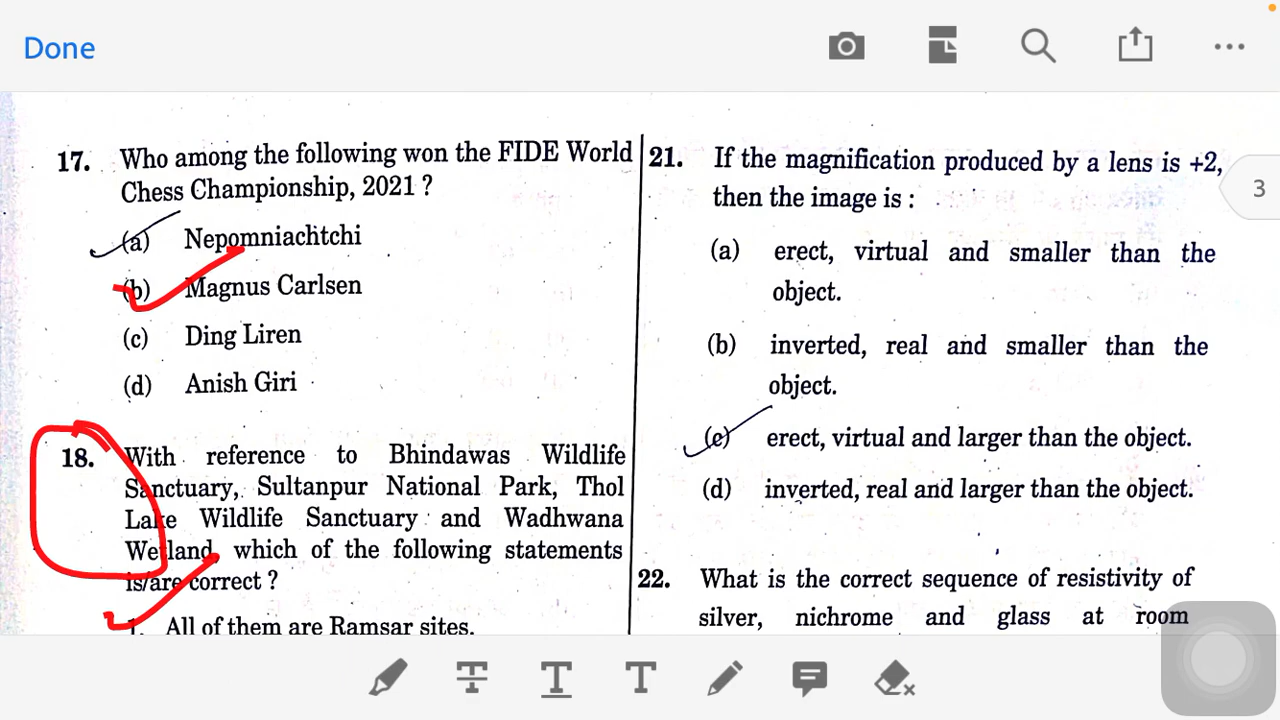 Done
17. Who among the following won the FIDE World
Chess Championship, 2021 ?
(a) Nepomniachtchi
(b) Magnus Carlsen
(c) Ding Liren
(d) Anish Giri
18. With reference to Bhindawas Wildlife
Sanctuary, Sultanpur National Park, Thol
Lake Wildlife Sanctuary and Wadhwana
Wetland, which of the following statements
is/are correct ?
1. All of them are Ramsar sites.
21. If the magnification produced by a lens is +2,
then the image is :
(a) erect, virtual and smaller than the
object.
(b) inverted, real and smaller than the
object.
(c) erect, virtual and larger than the object.
(d) inverted, real and larger than the object.
22. What is the correct sequence of resistivity of
silver, nichrome and glass at room
3
T T T